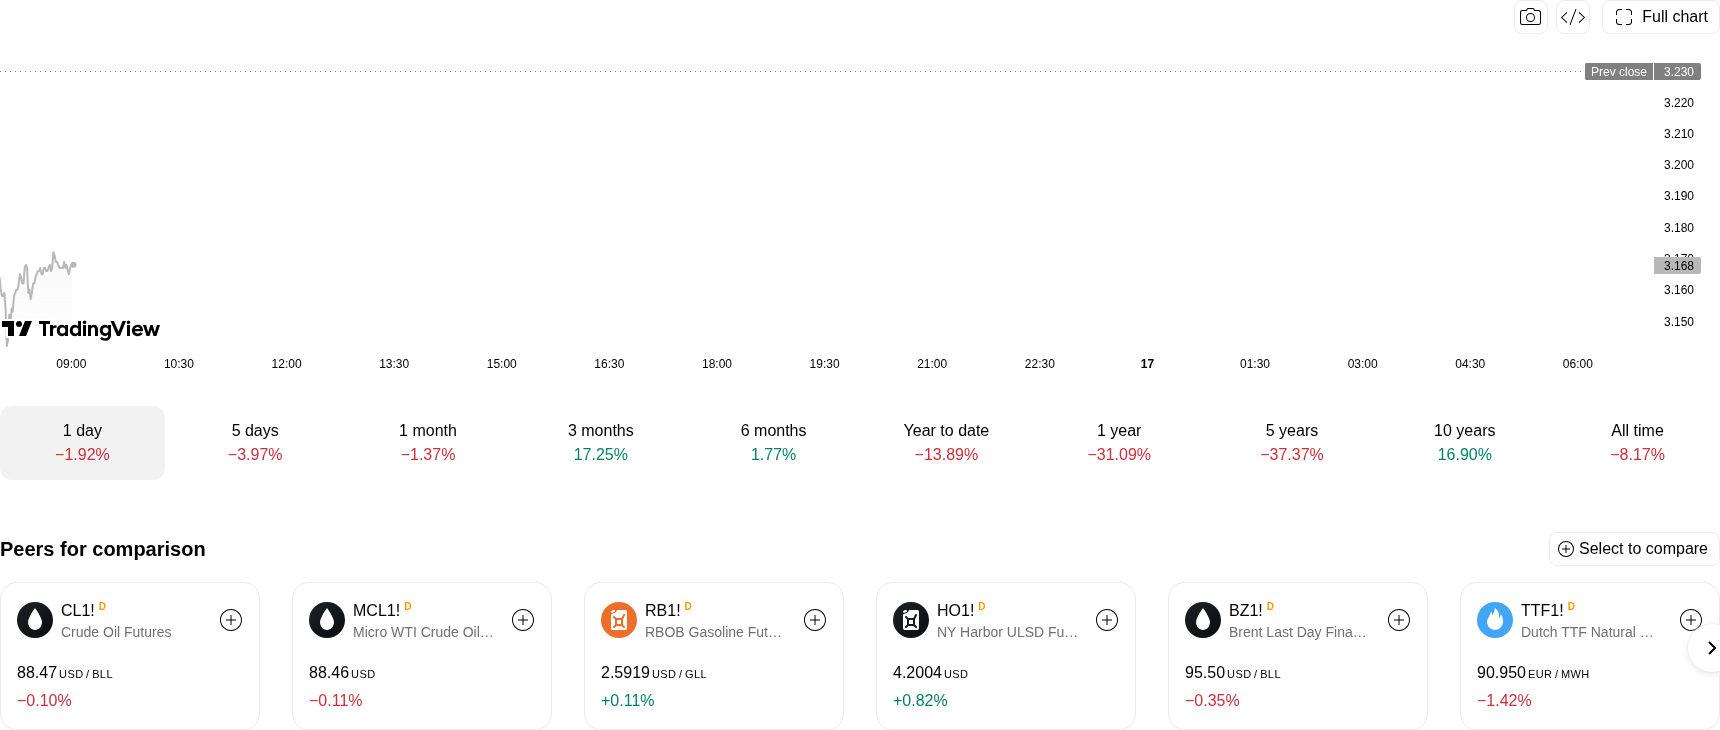 Full chart
Prev close 3.230
3.220
3.210
3.200
3.190
3.180
3.168
3.160
3.150
TradingView
09:00 10:30 12:00 13:30 15:00 16:30 18:00 19:30 21:00 22:30 17 01:30 03:00 04:30 06:00
1 day 5 days 1 month 3 months 6 months Year to date 1 year 5 years 10 years All time
−1.92% −3.97% −1.37% 17.25% 1.77% −13.89% −31.09% −37.37% 16.90% −8.17%
Peers for comparison Select to compare
CL1! D MCL1! D RB1! D HO1! D BZ1! D TTF1! D
Crude Oil Futures Micro WTI Crude Oil… RBOB Gasoline Fut… NY Harbor ULSD Fu… Brent Last Day Fina… Dutch TTF Natural …
88.47 USD / BLL 88.46 USD 2.5919 USD / GLL 4.2004 USD 95.50 USD / BLL 90.950 EUR / MWH
−0.10% −0.11% +0.11% +0.82% −0.35% −1.42%